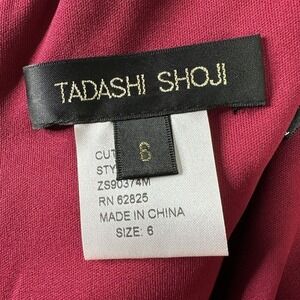 TADASHI SHOJI
6
CUT
STY
ZS90374M
RN 62825
MADE IN CHINA
SIZE: 6